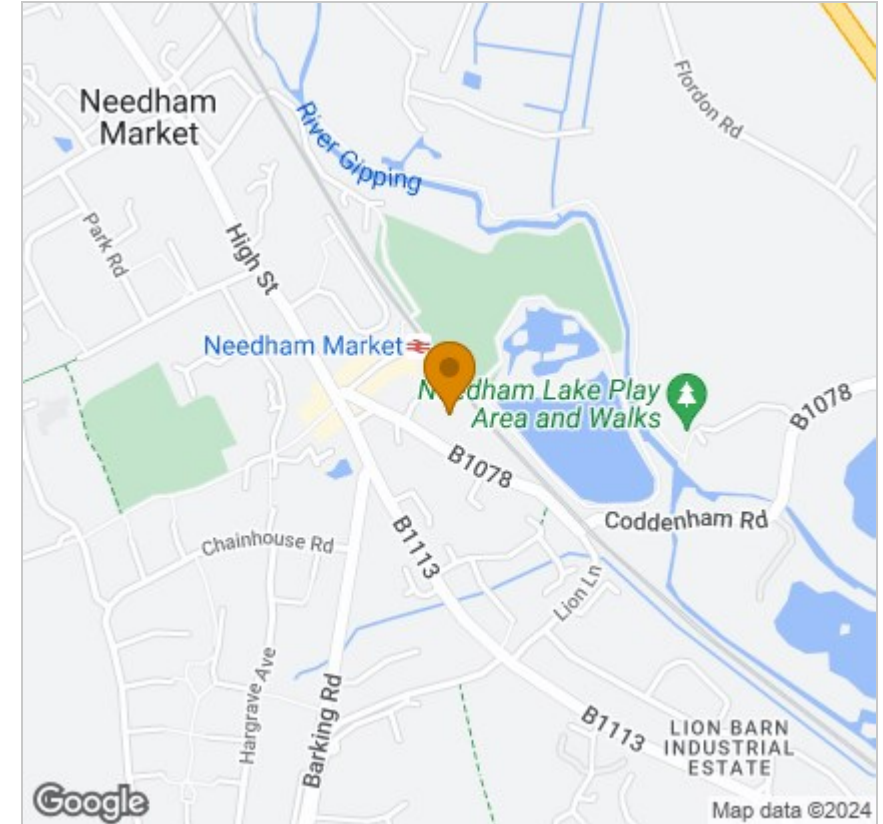 Needham
Market
River Gipping
Flordon Rd
Park Rd
High St
Needham Market
Needham Lake Play
Area and Walks
B1078
B1078
Coddenham Rd
Chainhouse Rd
B1113
Lion Ln
Hargrave Ave
Barking Rd
B1113
LION BARN
INDUSTRIAL
ESTATE
Google
Map data ©2024